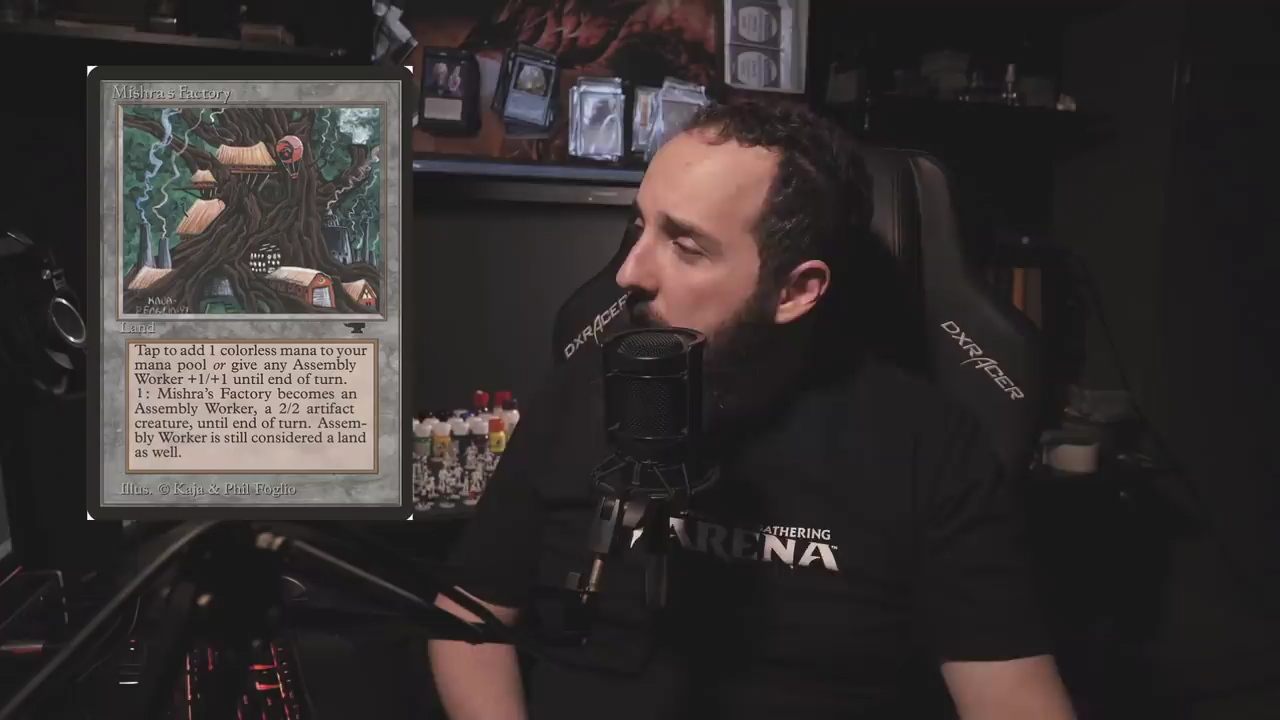 Mishra's Factory
KAJA-
Land
Tap to add 1 colorless mana to your
mana pool or give any Assembly
Worker +1/+1 until end of turn.
1: Mishra's Factory becomes an
Assembly Worker, a 2/2 artifact
creature, until end of turn. Assem-
bly Worker is still considered a land
as well.
Illus. © Kaja & Phil Foglio
DXRACER
DXRACER
ATHERING
ARENA